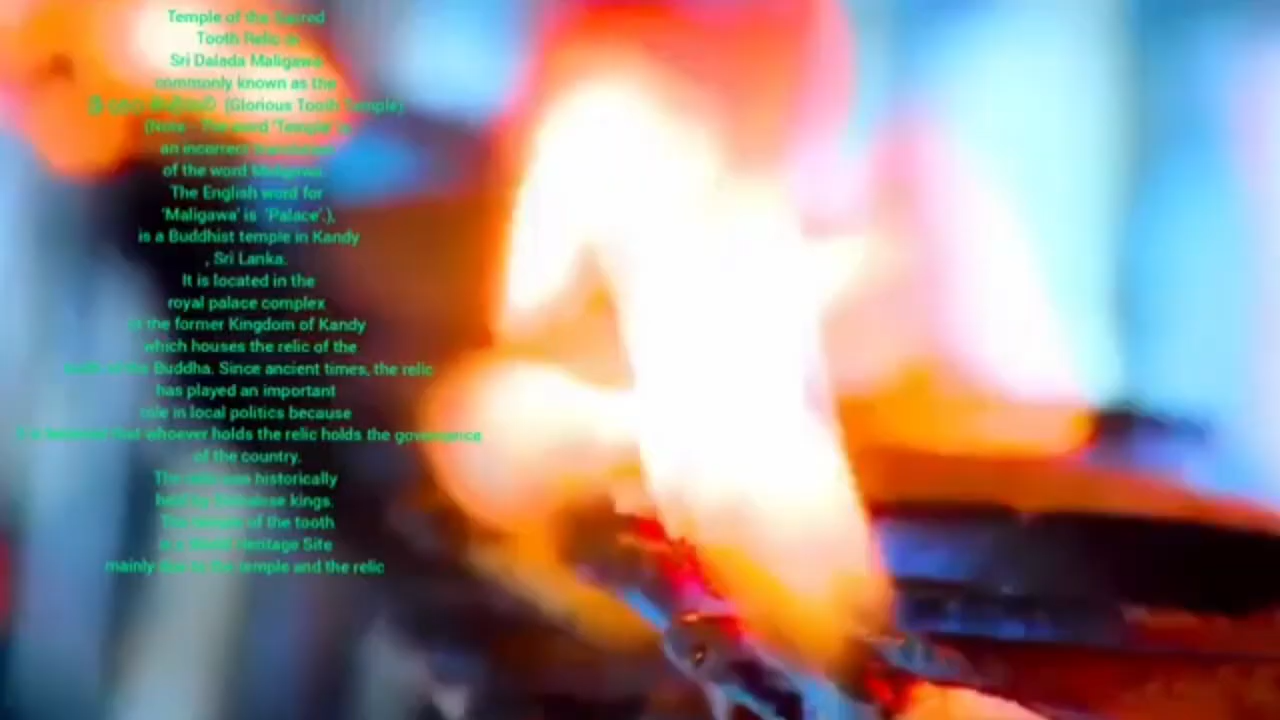 Temple of the Sacred
Tooth Relic or
Sri Dalada Maligawa
commonly known as the
(Glorious Tooth Temple)
(Note - The word 'Temple' is
an incorrect
of the word Maligawa.
The English word for
'Maligawa' is 'Palace'.),
is a Buddhist temple in Kandy
, Sri Lanka.
It is located in the
royal palace complex
of the former Kingdom of Kandy
which houses the relic of the
tooth of the Buddha. Since ancient times, the relic
has played an important
role in local politics because
it is believed that whoever holds the relic holds the governance
of the country.
The relic was historically
held by Sinhalese kings.
The temple of the tooth
is a World Heritage Site
mainly due to the temple and the relic